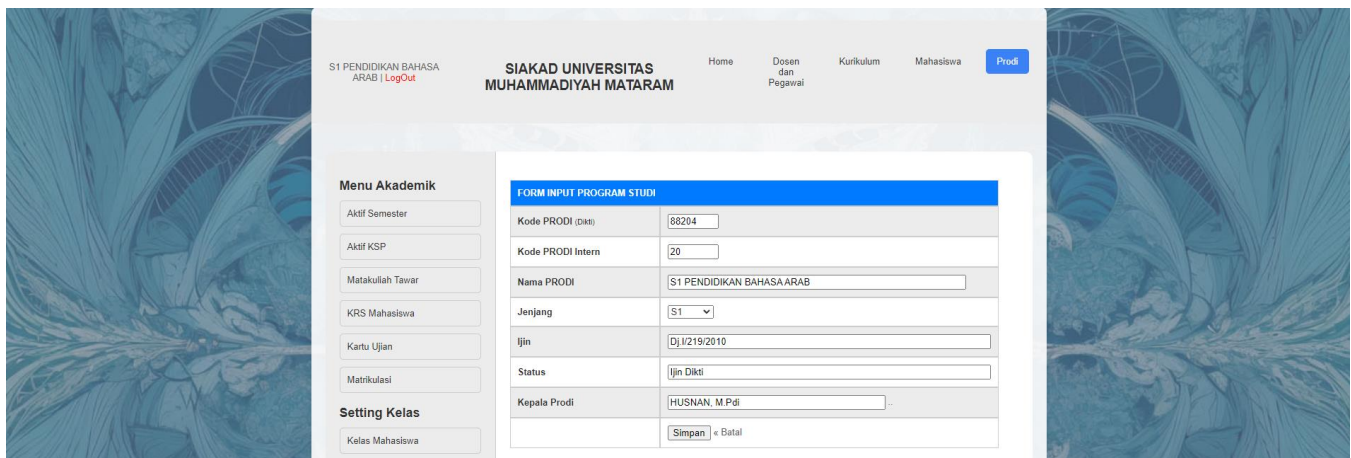 S1 PENDIDIKAN BAHASA
ARAB | LogOut
SIAKAD UNIVERSITAS
MUHAMMADIYAH MATARAM
Home
Dosen
dan
Pegawai
Kurikulum
Mahasiswa
Prodi
Menu Akademik
Aktif Semester
Aktif KSP
Matakuliah Tawar
KRS Mahasiswa
Kartu Ujian
Matrikulasi
Setting Kelas
Kelas Mahasiswa
FORM INPUT PROGRAM STUDI
Kode PRODI (Dikti) 88204
Kode PRODI Intern 20
Nama PRODI S1 PENDIDIKAN BAHASA ARAB
Jenjang S1
Ijin Dj.I/219/2010
Status Ijin Dikti
Kepala Prodi HUSNAN, M.Pdi ...
Simpan « Batal